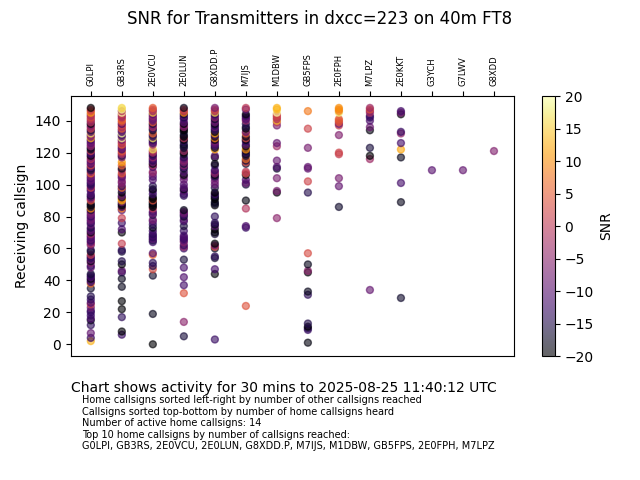 SNR for Transmitters in dxcc=223 on 40m FT8
G0LPI GB3RS 2E0VCU 2E0LUN G8XDD.P M7IJS M1DBW GB5FPS 2E0FPH M7LPZ 2E0KKT G3YCH G7LWV G8XDD
140
120
100
80
60
40
20
0
Receiving callsign
20
15
10
5
0
−5
−10
−15
−20
SNR
Chart shows activity for 30 mins to 2025-08-25 11:40:12 UTC
Home callsigns sorted left-right by number of other callsigns reached
Callsigns sorted top-bottom by number of home callsigns heard
Number of active home callsigns: 14
Top 10 home callsigns by number of callsigns reached:
G0LPI, GB3RS, 2E0VCU, 2E0LUN, G8XDD.P, M7IJS, M1DBW, GB5FPS, 2E0FPH, M7LPZ